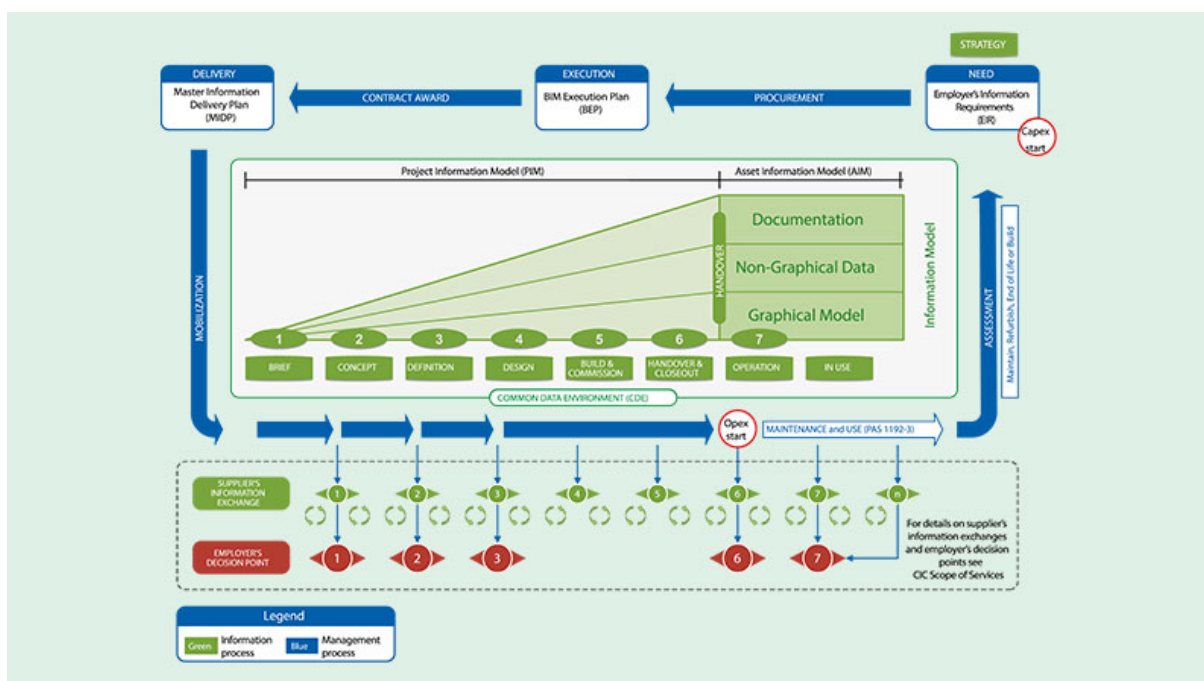 STRATEGY
DELIVERY
Master Information
Delivery Plan
(MIDP)
CONTRACT AWARD
EXECUTION
BIM Execution Plan
(BEP)
PROCUREMENT
NEED
Employer's Information
Requirements
(EIR)
Capex
start
Project Information Model (PIM)
Asset Information Model (AIM)
Documentation
Non-Graphical Data
Graphical Model
HANDOVER
Information Model
MOBILIZATION
ASSESSMENT
Maintain, Refurbish, End of Life or Build
1
2
3
4
5
6
7
BRIEF
CONCEPT
DEFINITION
DESIGN
BUILD &
COMMISSION
HANDOVER &
CLOSEOUT
OPERATION
IN USE
COMMON DATA ENVIRONMENT (CDE)
Opex
start
MAINTENANCE and USE (PAS 1192-3)
SUPPLIER'S
INFORMATION
EXCHANGE
1
2
3
4
5
6
7
n
EMPLOYER'S
DECISION POINT
1
2
3
6
7
For details on supplier's
information exchanges
and employer's decision
points see
CIC Scope of Services
Legend
Green
Information
process
Blue
Management
process